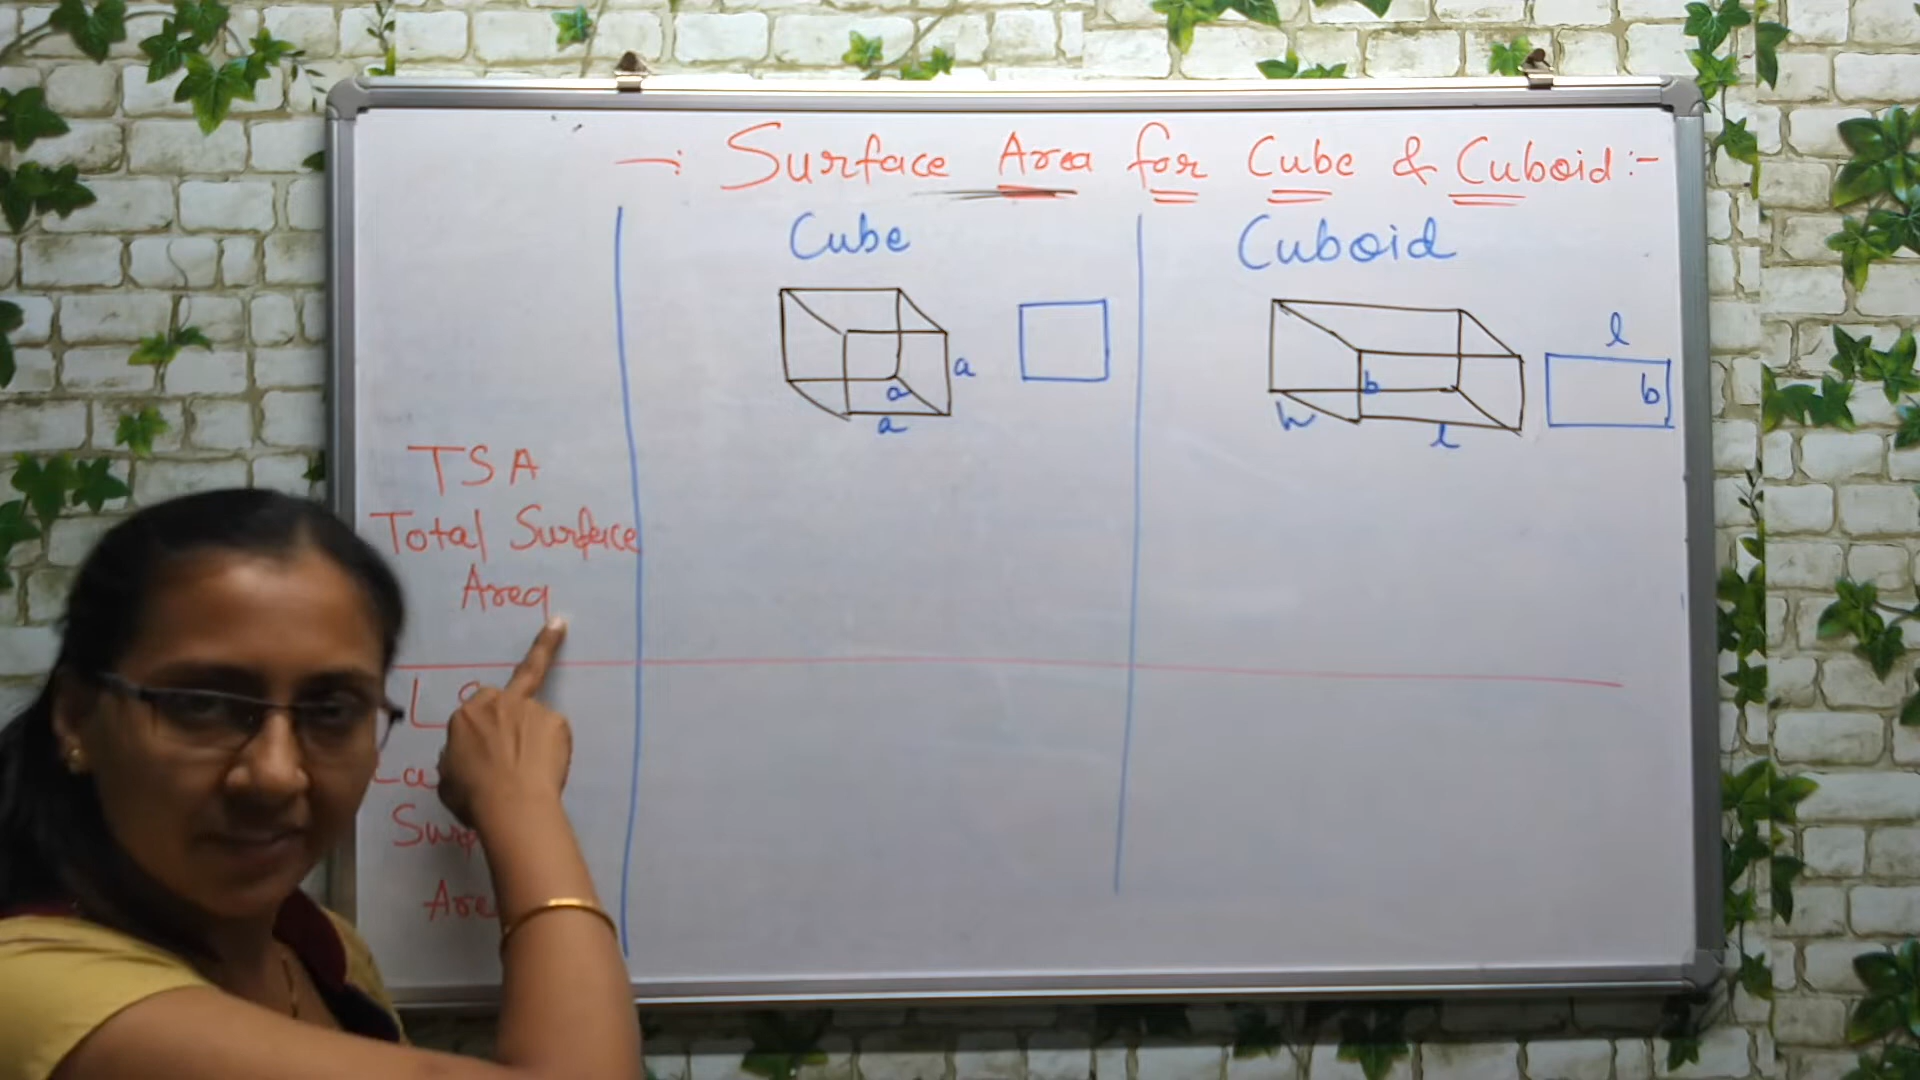 -: Surface Area for Cube & Cuboid :-
Cube
Cuboid
a
a
a
b
h
l
l
b
TSA
Total Surface
Area